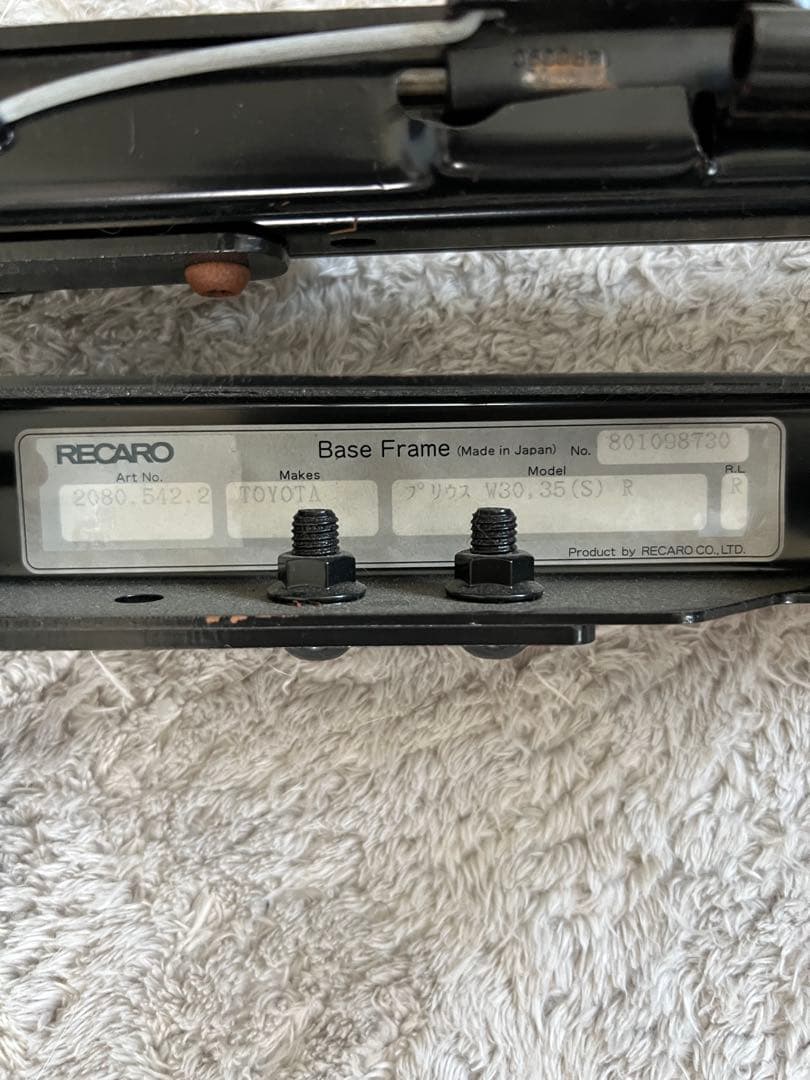 RECARO Base Frame (Made in Japan) No. 801098730
Art No. Makes Model R.L
2080.542.2 TOYOTA プリウス W30,35(S) R R
Product by RECARO CO.,LTD.